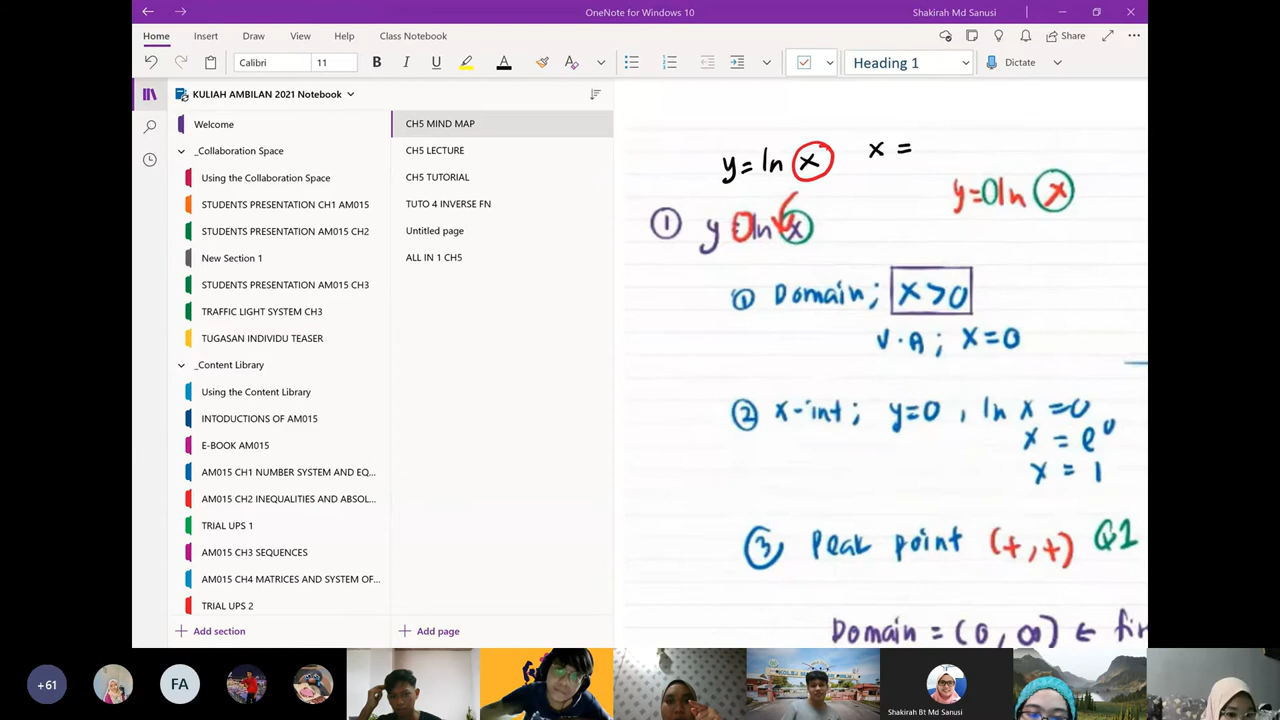 OneNote for Windows 10
Shakirah Md Sanusi
Home Insert Draw View Help Class Notebook
Share
Calibri 11 B I U A Heading 1 Dictate
KULIAH AMBILAN 2021 Notebook
Welcome
_Collaboration Space
Using the Collaboration Space
STUDENTS PRESENTATION CH1 AM015
STUDENTS PRESENTATION AM015 CH2
New Section 1
STUDENTS PRESENTATION AM015 CH3
TRAFFIC LIGHT SYSTEM CH3
TUGASAN INDIVIDU TEASER
_Content Library
Using the Content Library
INTODUCTIONS OF AM015
E-BOOK AM015
AM015 CH1 NUMBER SYSTEM AND EQ...
AM015 CH2 INEQUALITIES AND ABSOL...
TRIAL UPS 1
AM015 CH3 SEQUENCES
AM015 CH4 MATRICES AND SYSTEM OF...
TRIAL UPS 2
+ Add section
CH5 MIND MAP
CH5 LECTURE
CH5 TUTORIAL
TUTO 4 INVERSE FN
Untitled page
ALL IN 1 CH5
+ Add page
y = ln x x =
y = ln x
① y ln x
① Domain; x > 0
V.A; x = 0
② x-int; y = 0, ln x = 0
x = e⁰
x = 1
③ Peak point (+,+) Q1
Domain = (0, ∞) ←
+61
FA
Shakirah Bt Md Sanusi